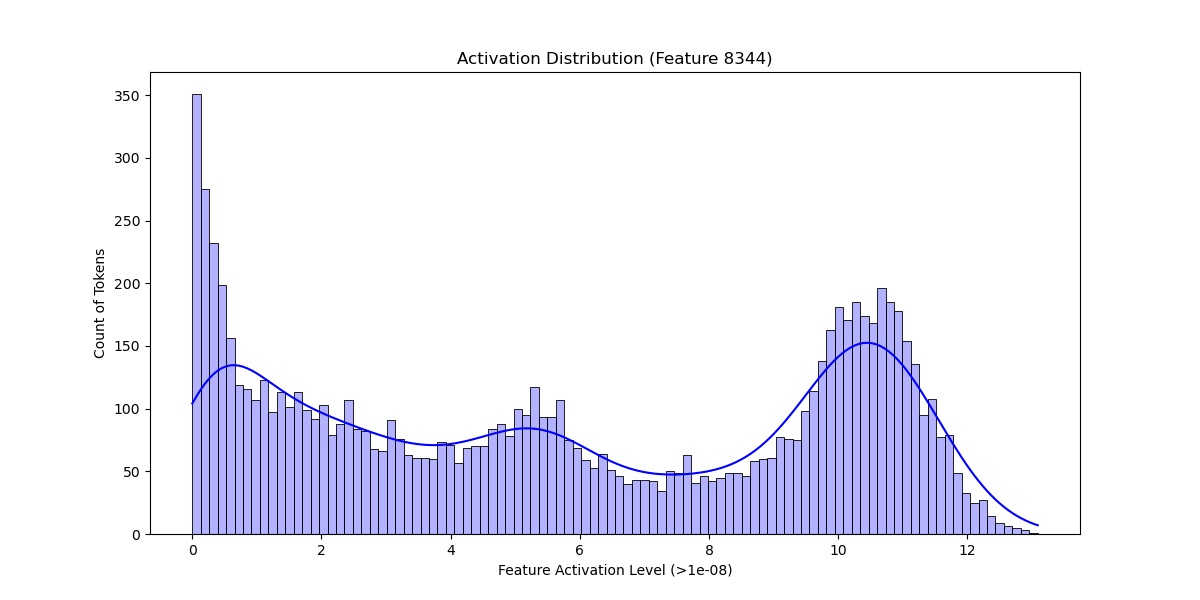 Activation Distribution (Feature 8344)
Count of Tokens
350
300
250
200
150
100
50
0
0 2 4 6 8 10 12
Feature Activation Level (>1e-08)